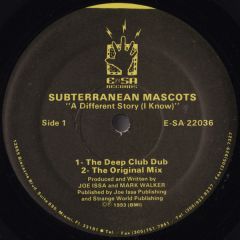 E-SA
RECORDS
SUBTERRANEAN MASCOTS
"A Different Story (I Know)"
Side 1
E-SA 22036
1- The Deep Club Dub
2- The Original Mix
Produced and Written by
JOE ISSA and MARK WALKER
Published by Joe Issa Publishing
and Strange World Publishing
℗© 1993 (BMI)